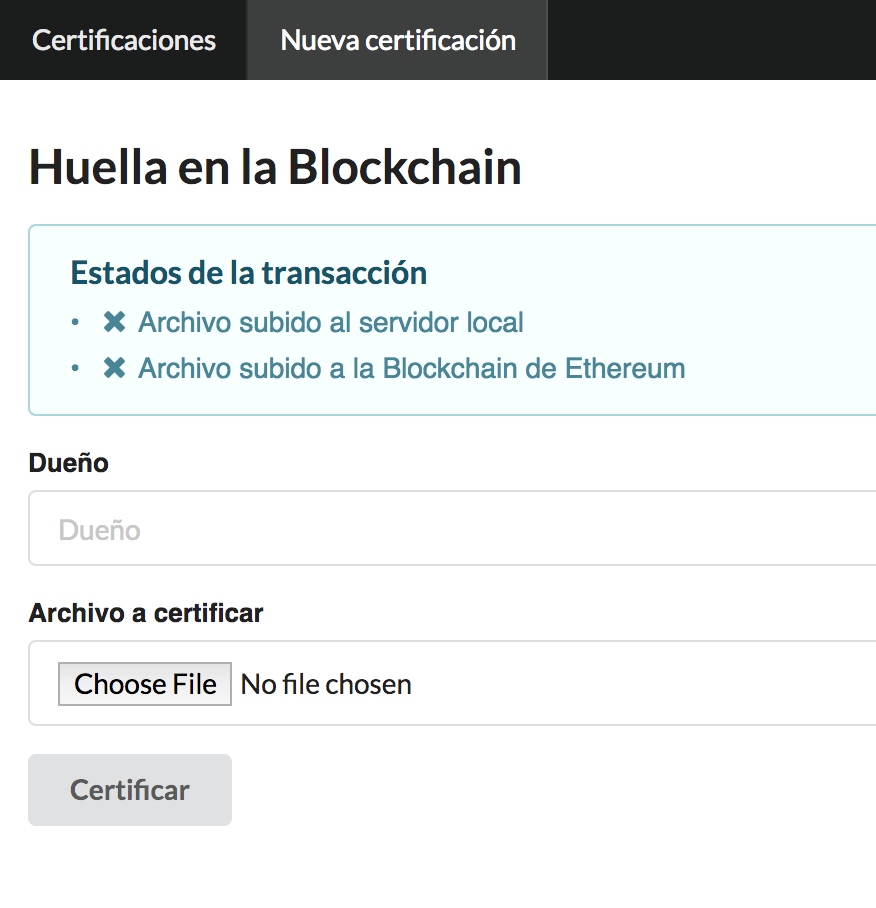 Certificaciones Nueva certificación
Huella en la Blockchain
Estados de la transacción
• ✖ Archivo subido al servidor local
• ✖ Archivo subido a la Blockchain de Ethereum
Dueño
Dueño
Archivo a certificar
Choose File No file chosen
Certificar